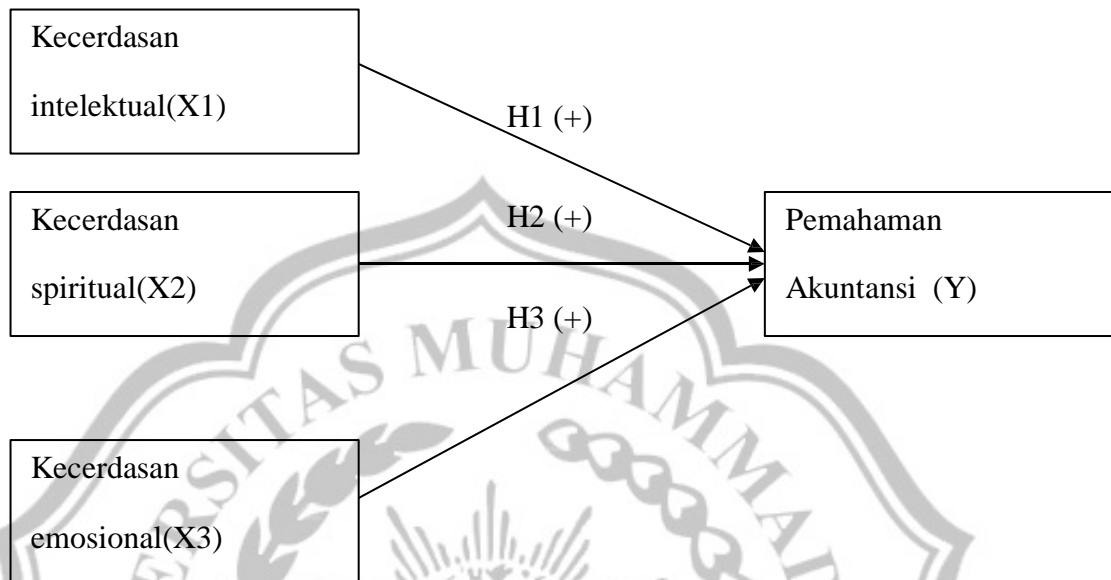 Kecerdasan
intelektual(X1)
H1 (+)
Kecerdasan
spiritual(X2)
H2 (+)
Pemahaman
Akuntansi (Y)
H3 (+)
Kecerdasan
emosional(X3)